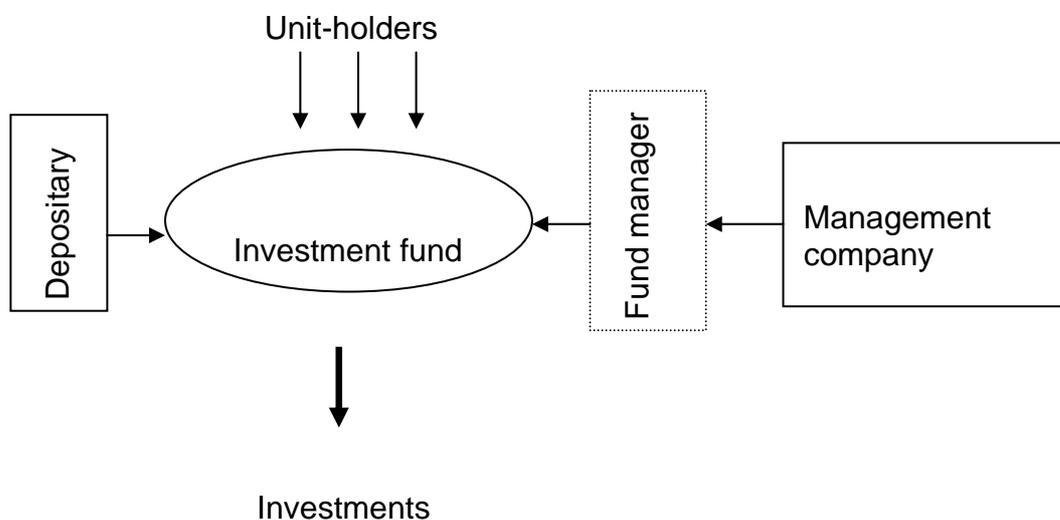 Unit-holders
Depositary
Investment fund
Fund manager
Management
company
Investments